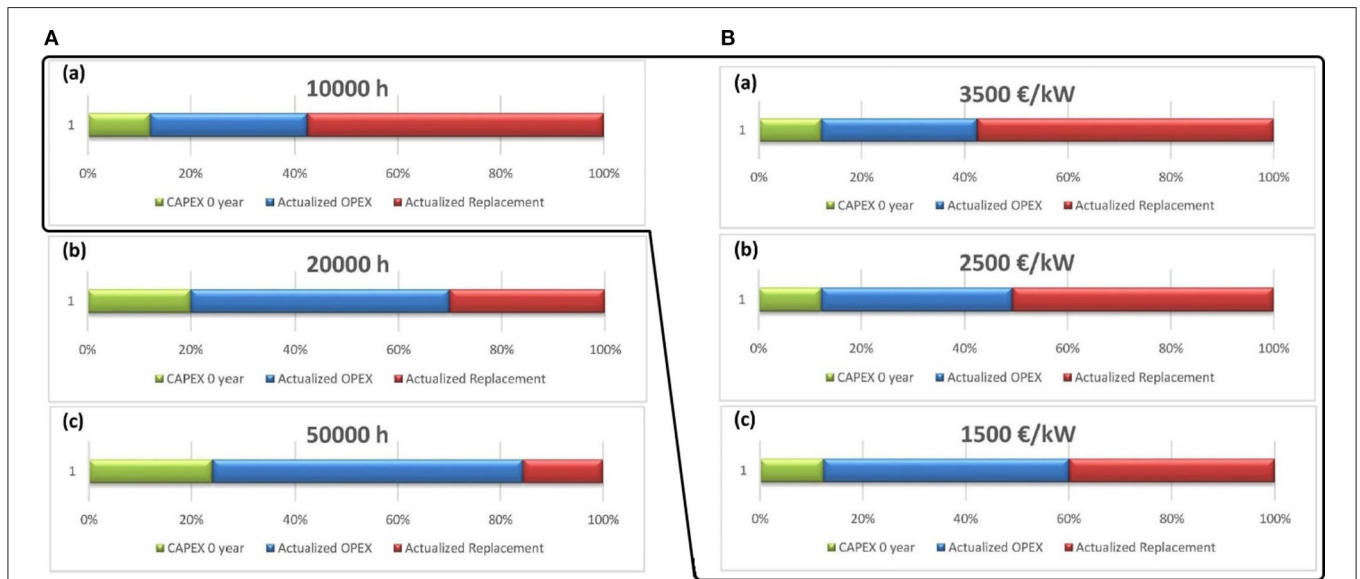 A
(a)
10000 h
1
0% 20% 40% 60% 80% 100%
CAPEX 0 year Actualized OPEX Actualized Replacement
(b)
20000 h
1
0% 20% 40% 60% 80% 100%
CAPEX 0 year Actualized OPEX Actualized Replacement
(c)
50000 h
1
0% 20% 40% 60% 80% 100%
CAPEX 0 year Actualized OPEX Actualized Replacement
B
(a)
3500 €/kW
1
0% 20% 40% 60% 80% 100%
CAPEX 0 year Actualized OPEX Actualized Replacement
(b)
2500 €/kW
1
0% 20% 40% 60% 80% 100%
CAPEX 0 year Actualized OPEX Actualized Replacement
(c)
1500 €/kW
1
0% 20% 40% 60% 80% 100%
CAPEX 0 year Actualized OPEX Actualized Replacement